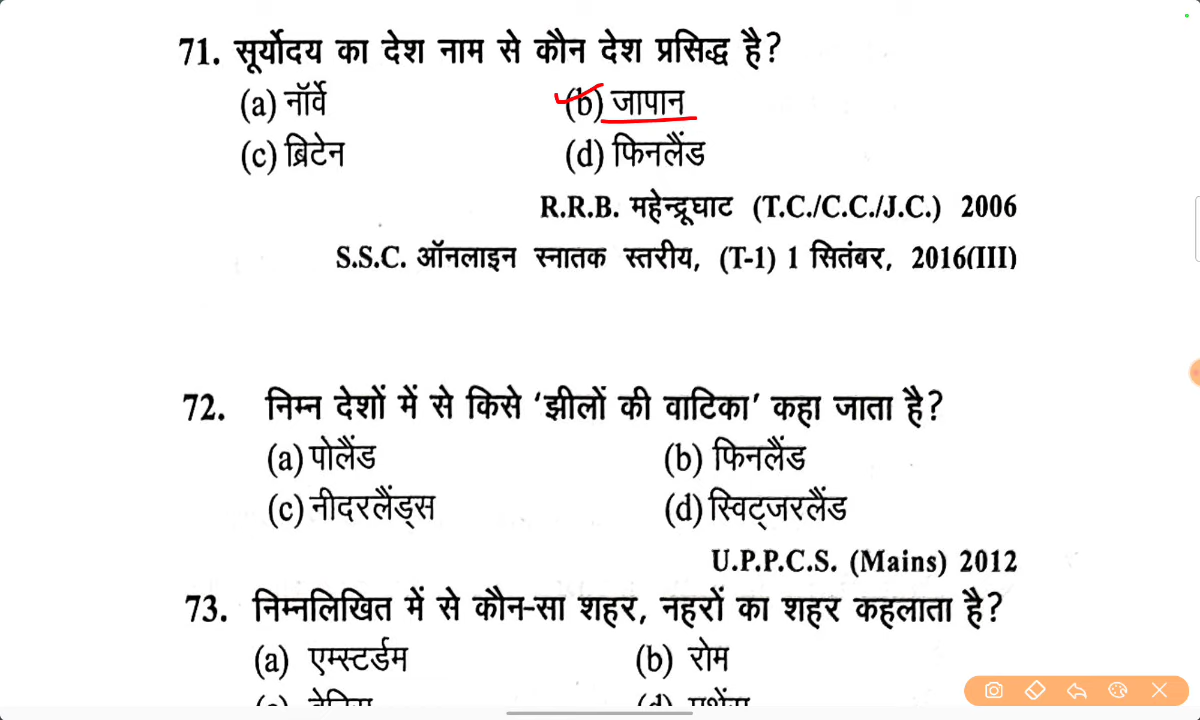 71. सूर्योदय का देश नाम से कौन देश प्रसिद्ध है?
(a) नॉर्वे (b) जापान
(c) ब्रिटेन (d) फिनलैंड
R.R.B. महेन्द्रूघाट (T.C./C.C./J.C.) 2006
S.S.C. ऑनलाइन स्नातक स्तरीय, (T-1) 1 सितंबर, 2016(III)
72. निम्न देशों में से किसे ‘झीलों की वाटिका’ कहा जाता है?
(a) पोलैंड (b) फिनलैंड
(c) नीदरलैंड्स (d) स्विट्जरलैंड
U.P.P.C.S. (Mains) 2012
73. निम्नलिखित में से कौन-सा शहर, नहरों का शहर कहलाता है?
(a) एम्स्टर्डम (b) रोम